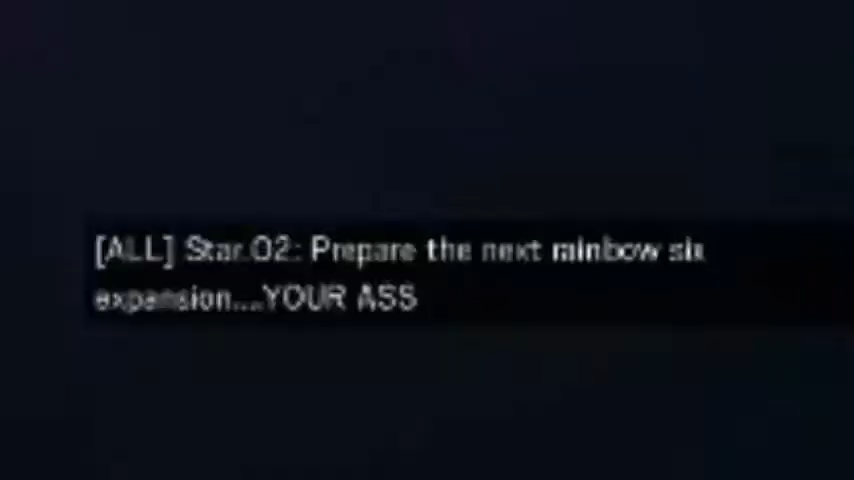 [ALL] Star.02: Prepare the next rainbow six
expansion....YOUR ASS